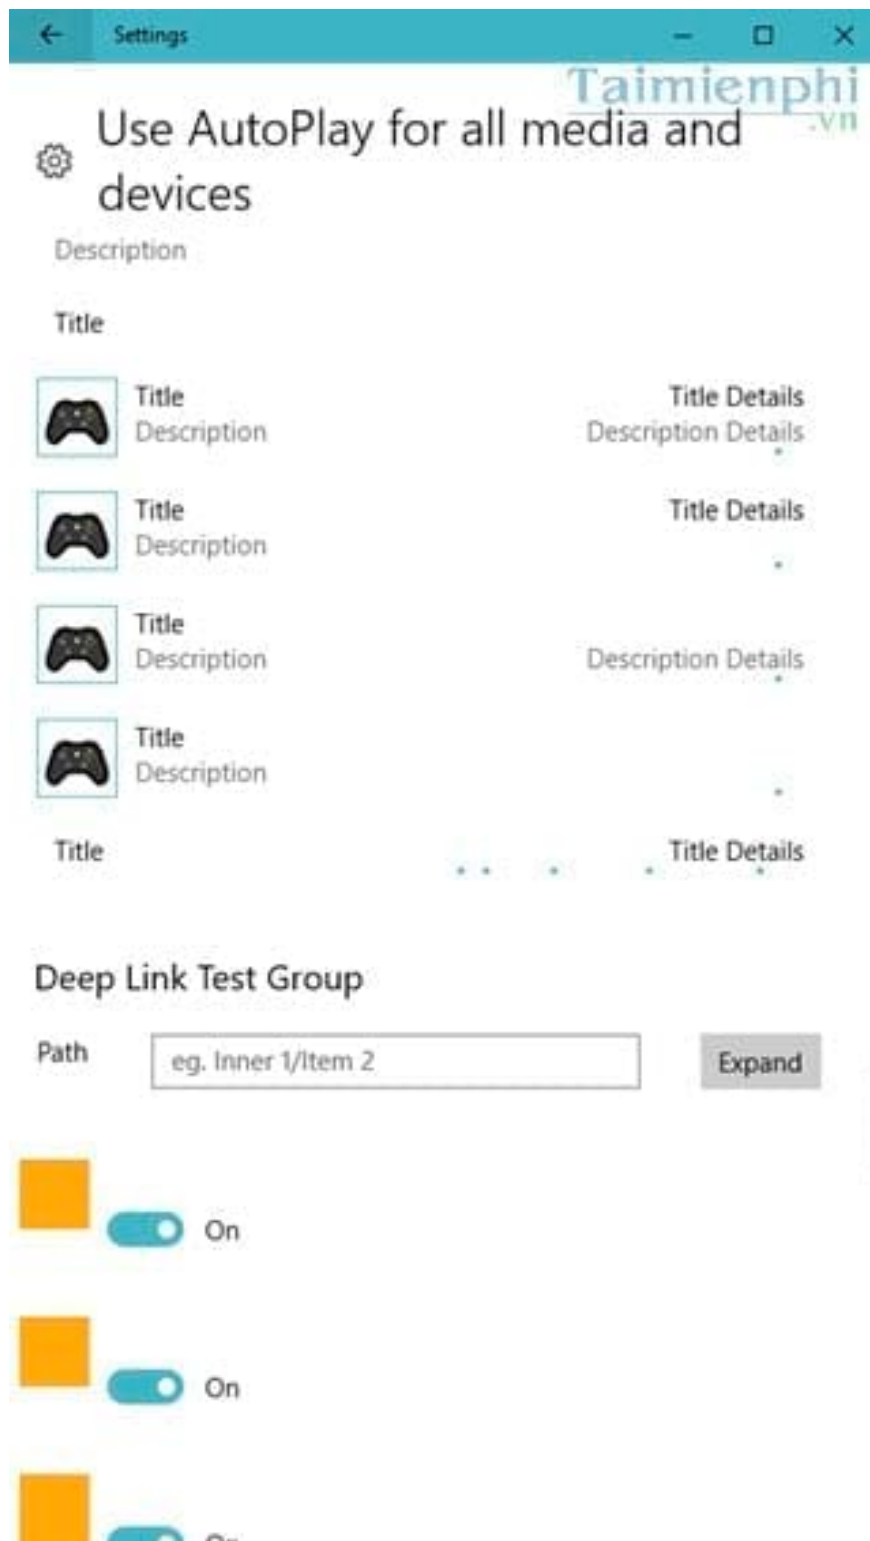 Settings
Taimienphi
.vn
Use AutoPlay for all media and
devices
Description
Title
Title Title Details
Description Description Details
Title Title Details
Description
Title
Description Description Details
Title
Description
Title Title Details
Deep Link Test Group
Path eg. Inner 1/Item 2 Expand
On
On
On